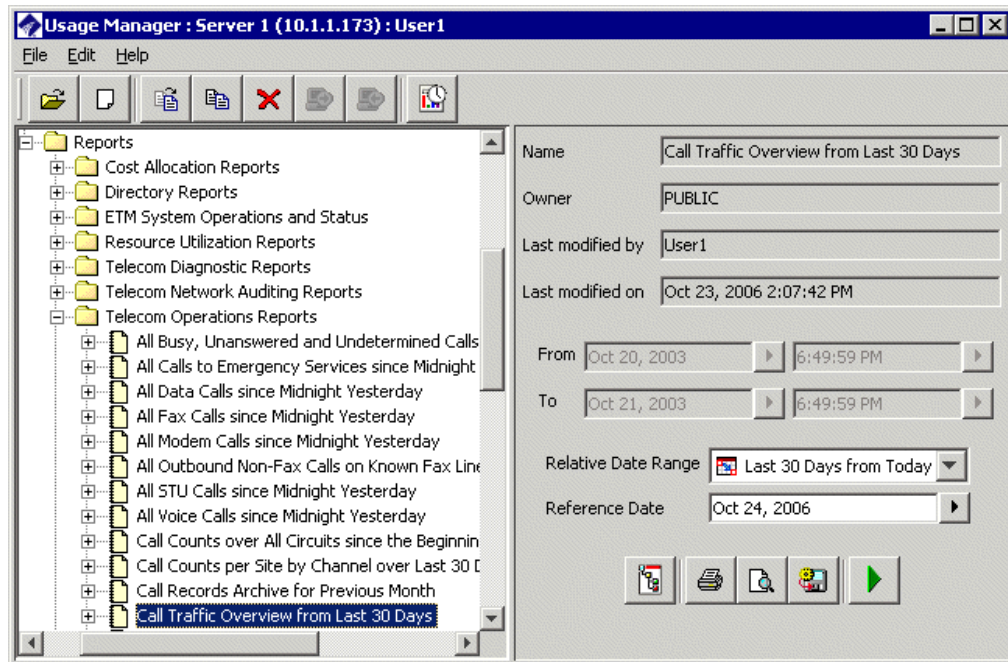 Usage Manager : Server 1 (10.1.1.173) : User1
File Edit Help
Reports
Cost Allocation Reports
Directory Reports
ETM System Operations and Status
Resource Utilization Reports
Telecom Diagnostic Reports
Telecom Network Auditing Reports
Telecom Operations Reports
All Busy, Unanswered and Undetermined Calls
All Calls to Emergency Services since Midnight
All Data Calls since Midnight Yesterday
All Fax Calls since Midnight Yesterday
All Modem Calls since Midnight Yesterday
All Outbound Non-Fax Calls on Known Fax Line
All STU Calls since Midnight Yesterday
All Voice Calls since Midnight Yesterday
Call Counts over All Circuits since the Beginnin
Call Counts per Site by Channel over Last 30 D
Call Records Archive for Previous Month
Call Traffic Overview from Last 30 Days
Name Call Traffic Overview from Last 30 Days
Owner PUBLIC
Last modified by User1
Last modified on Oct 23, 2006 2:07:42 PM
From Oct 20, 2003 6:49:59 PM
To Oct 21, 2003 6:49:59 PM
Relative Date Range Last 30 Days from Today
Reference Date Oct 24, 2006